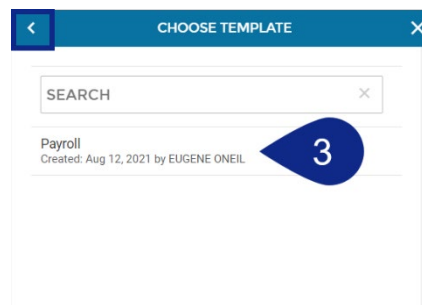 CHOOSE TEMPLATE
SEARCH
Payroll
Created: Aug 12, 2021 by EUGENE ONEIL
3